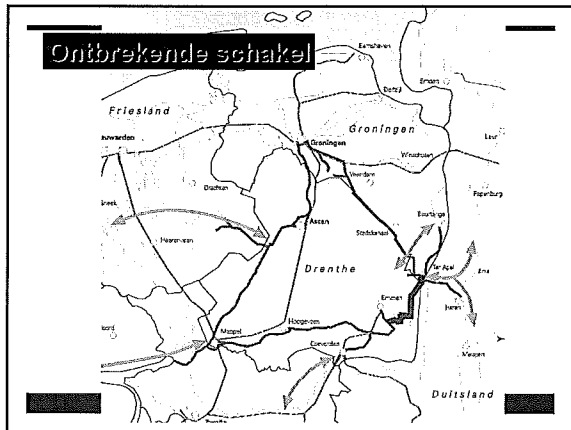 Ontbrekende schakel
Eemshaven
Emden
Delfzijl
Friesland
Groningen
Groningen
Leer
Winschoten
Veendam
Drachten
Papenburg
Sneek
Bourtange
Assen
Stadskanaal
Heerenveen
Drenthe
Ter Apel
Ems
Emmen
Haren
Hoogeveen
Meppel
Coevorden
Meppen
Duitsland